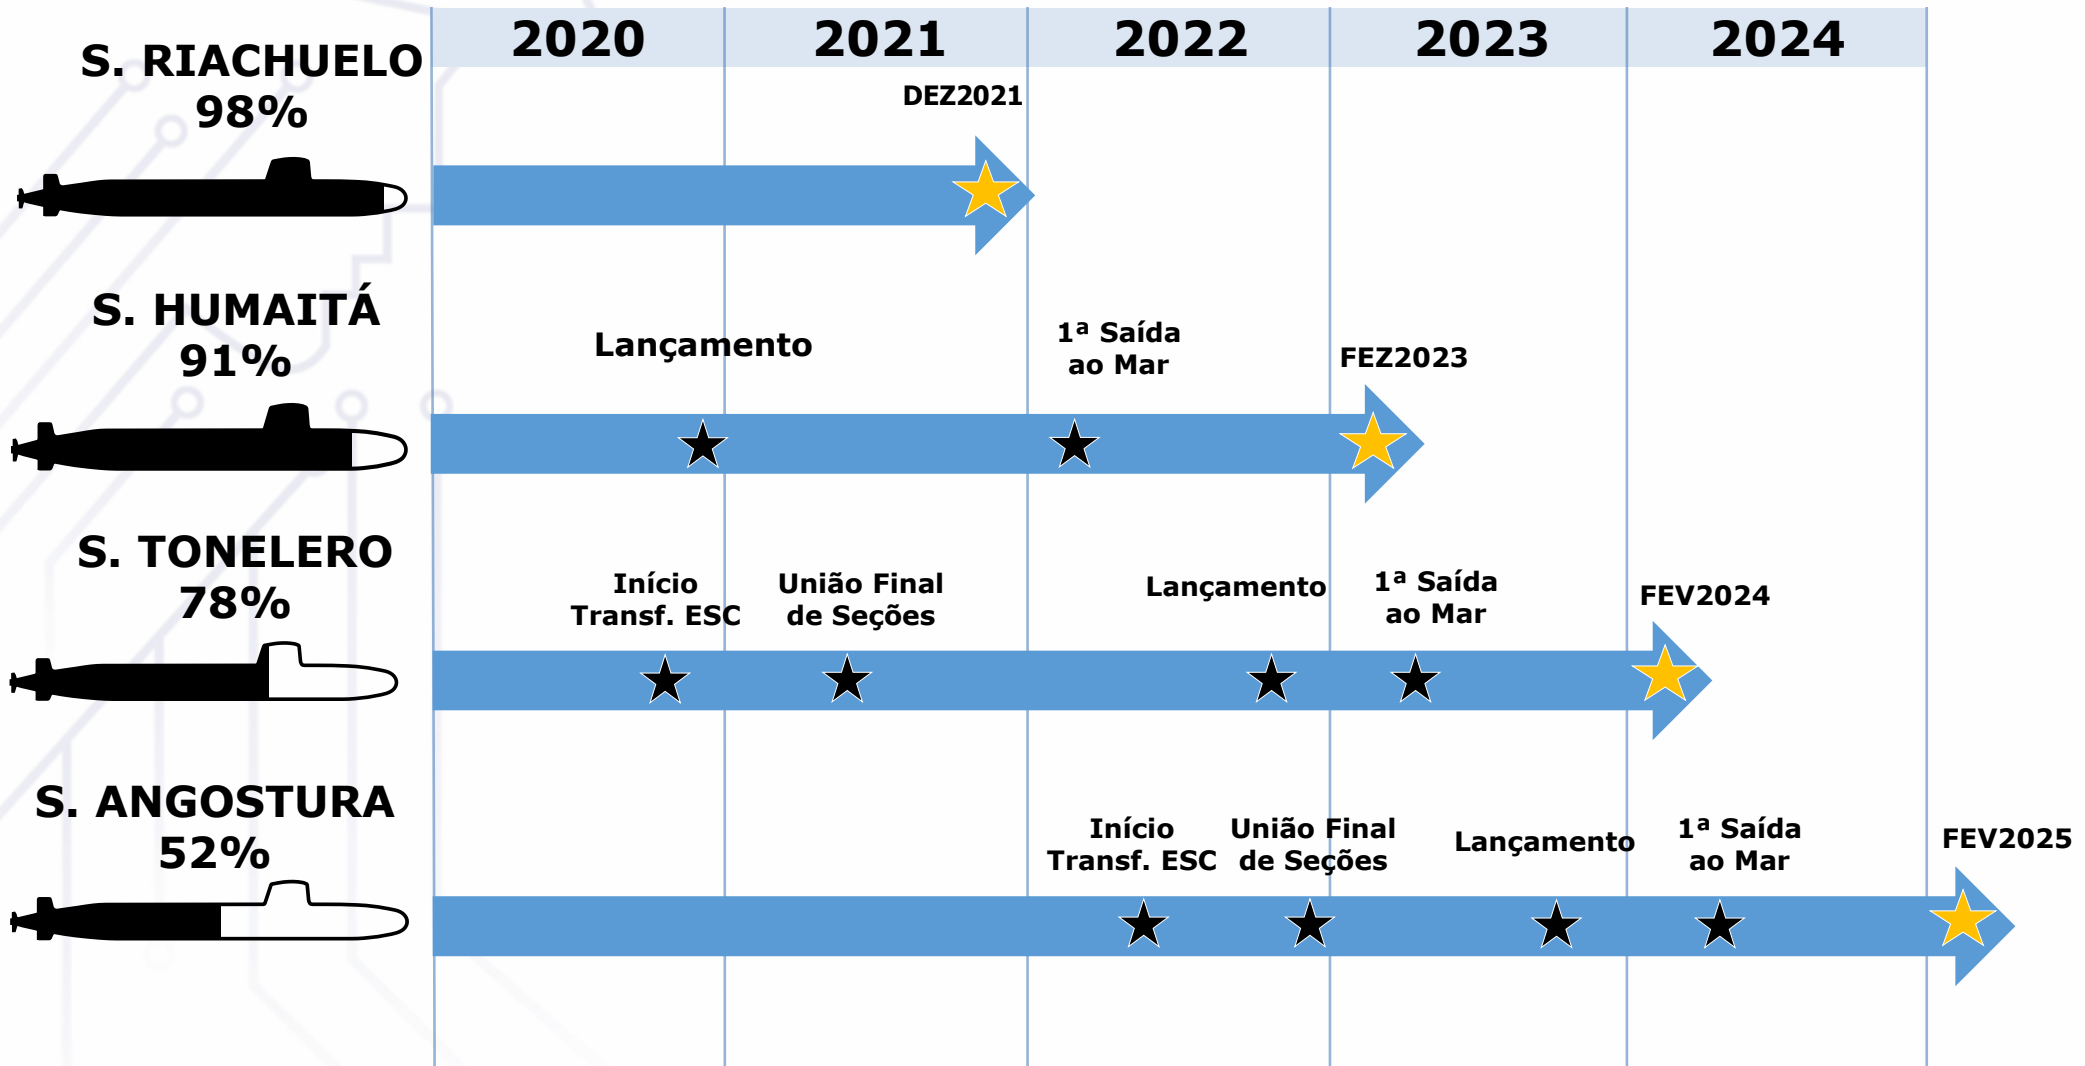 2020
2021
2022
2023
2024
S. RIACHUELO
98%
DEZ2021
S. HUMAITÁ
91%
Lançamento
1ª Saída
ao Mar
FEZ2023
S. TONELERO
78%
Início
Transf. ESC
União Final
de Seções
Lançamento
1ª Saída
ao Mar
FEV2024
S. ANGOSTURA
52%
Início
Transf. ESC
União Final
de Seções
Lançamento
1ª Saída
ao Mar
FEV2025